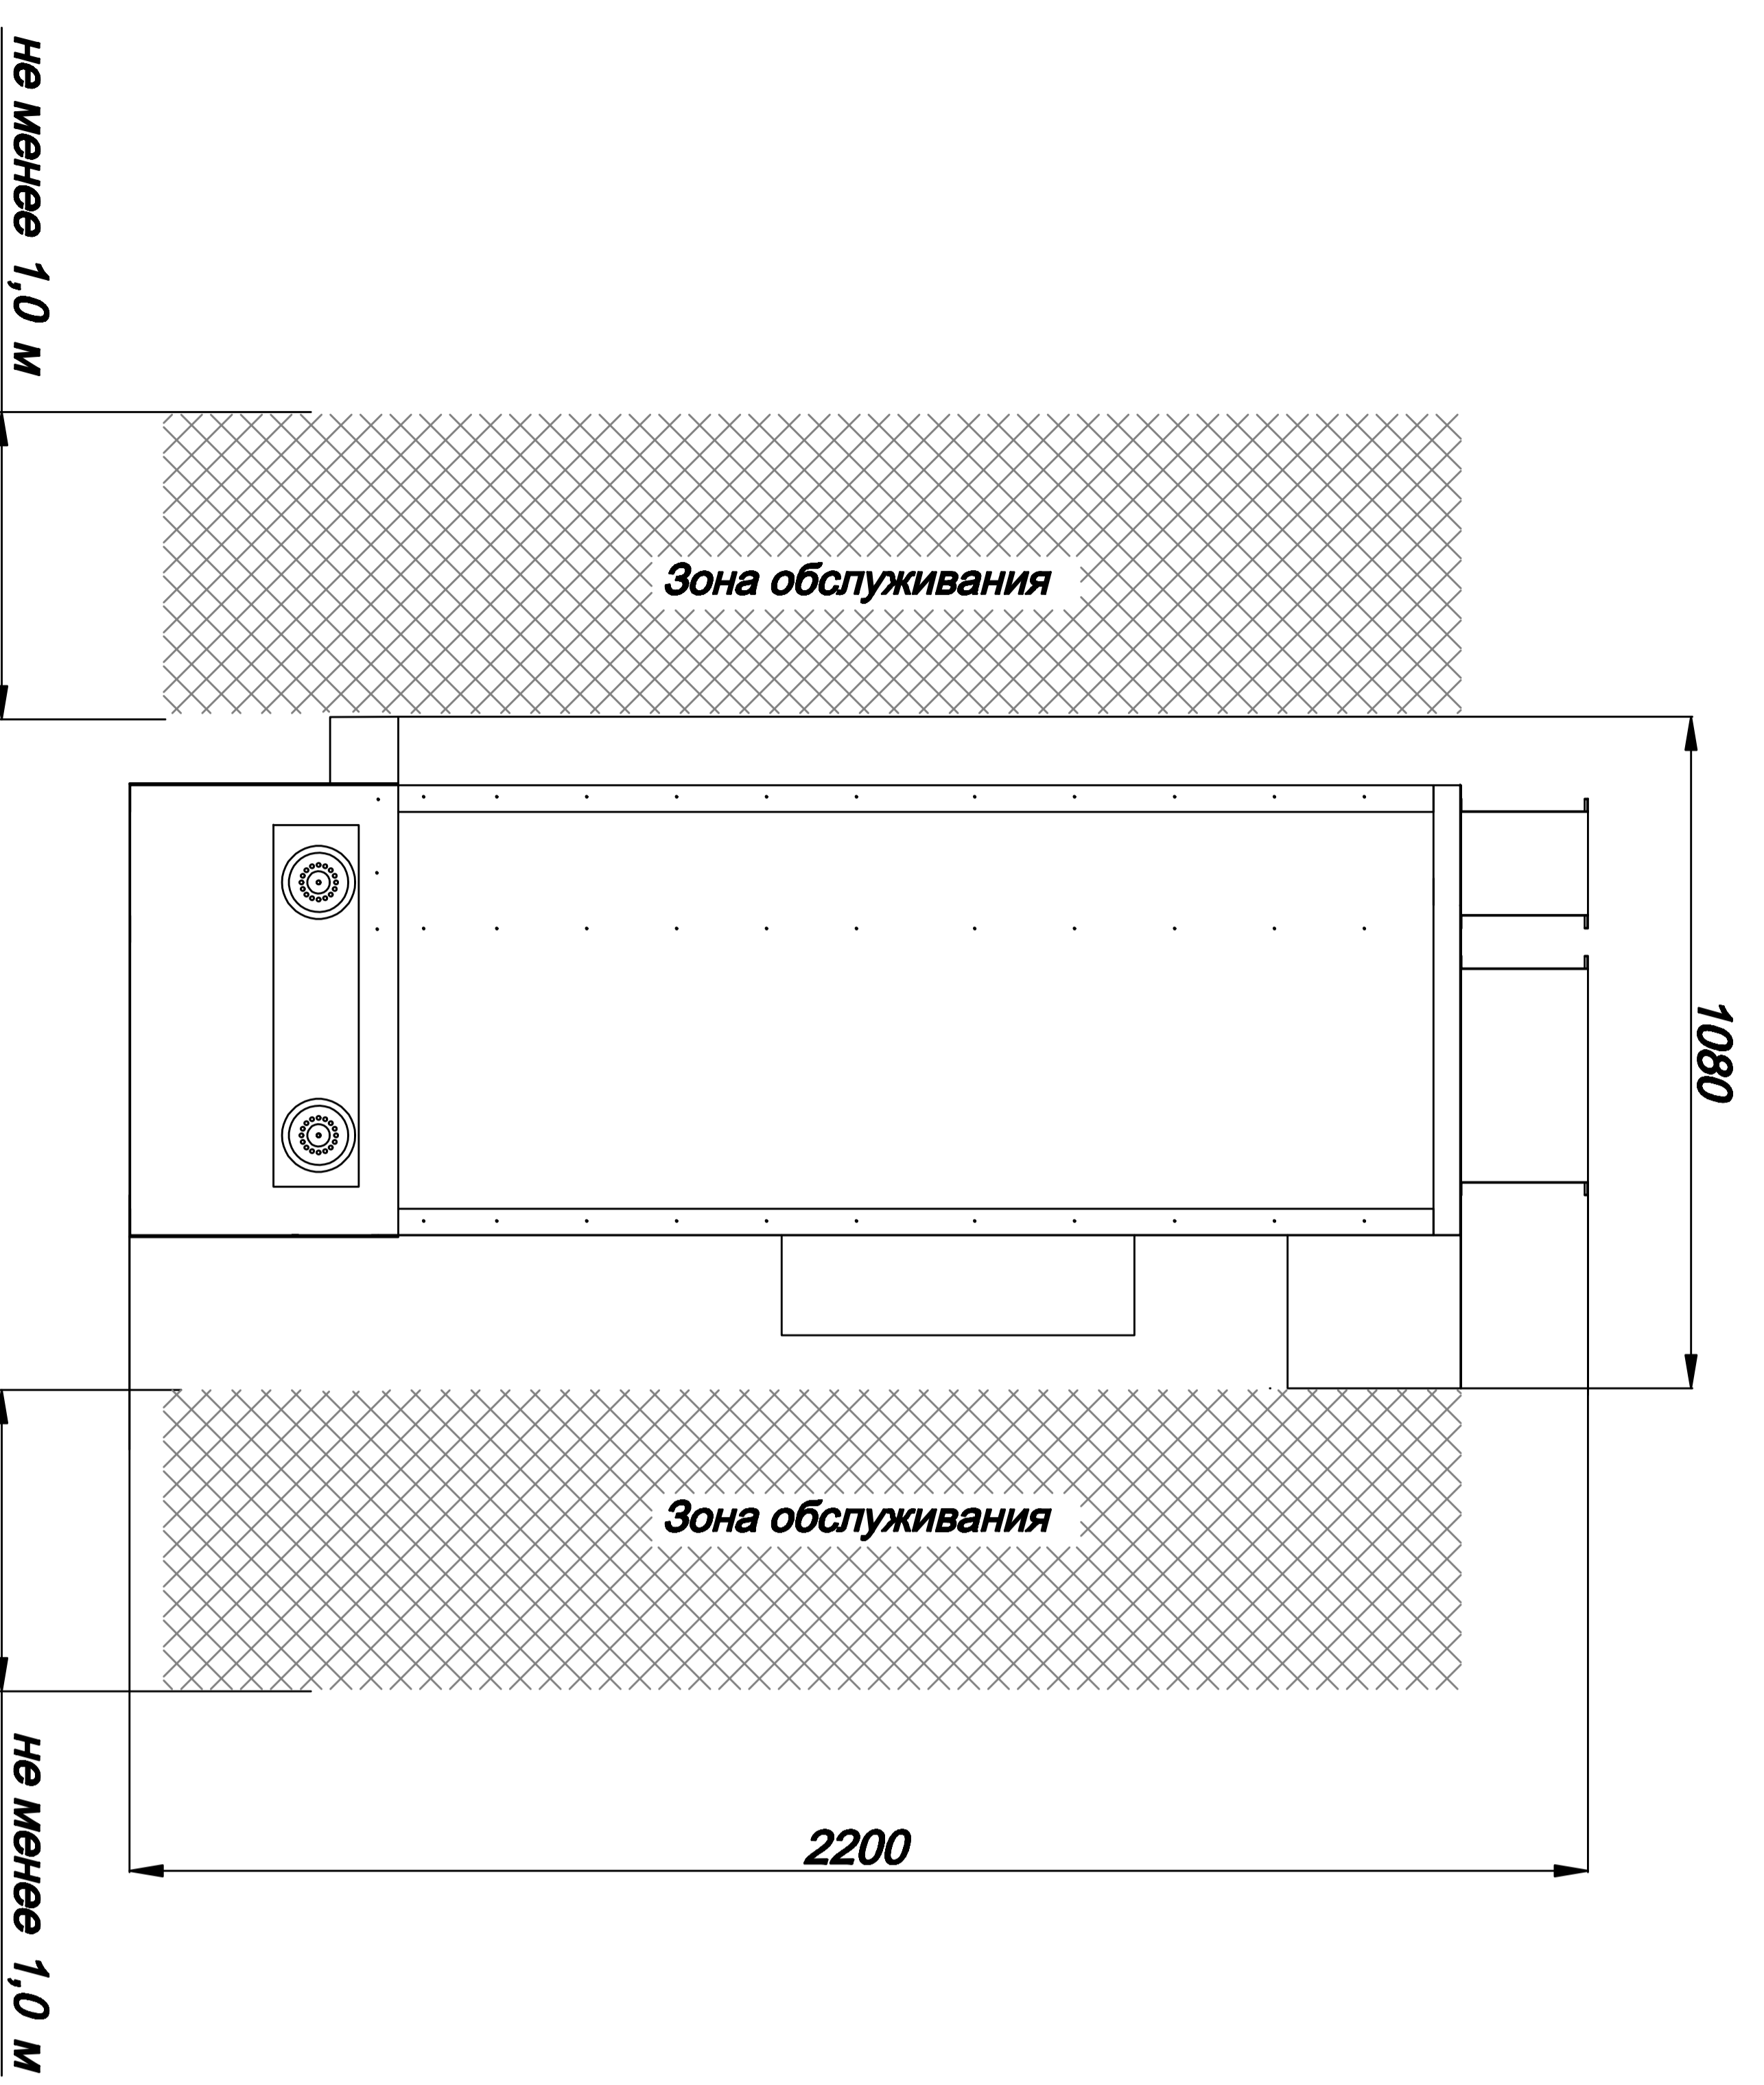 не менее 1,0 м
Зона обслуживания
1080
Зона обслуживания
2200
не менее 1,0 м